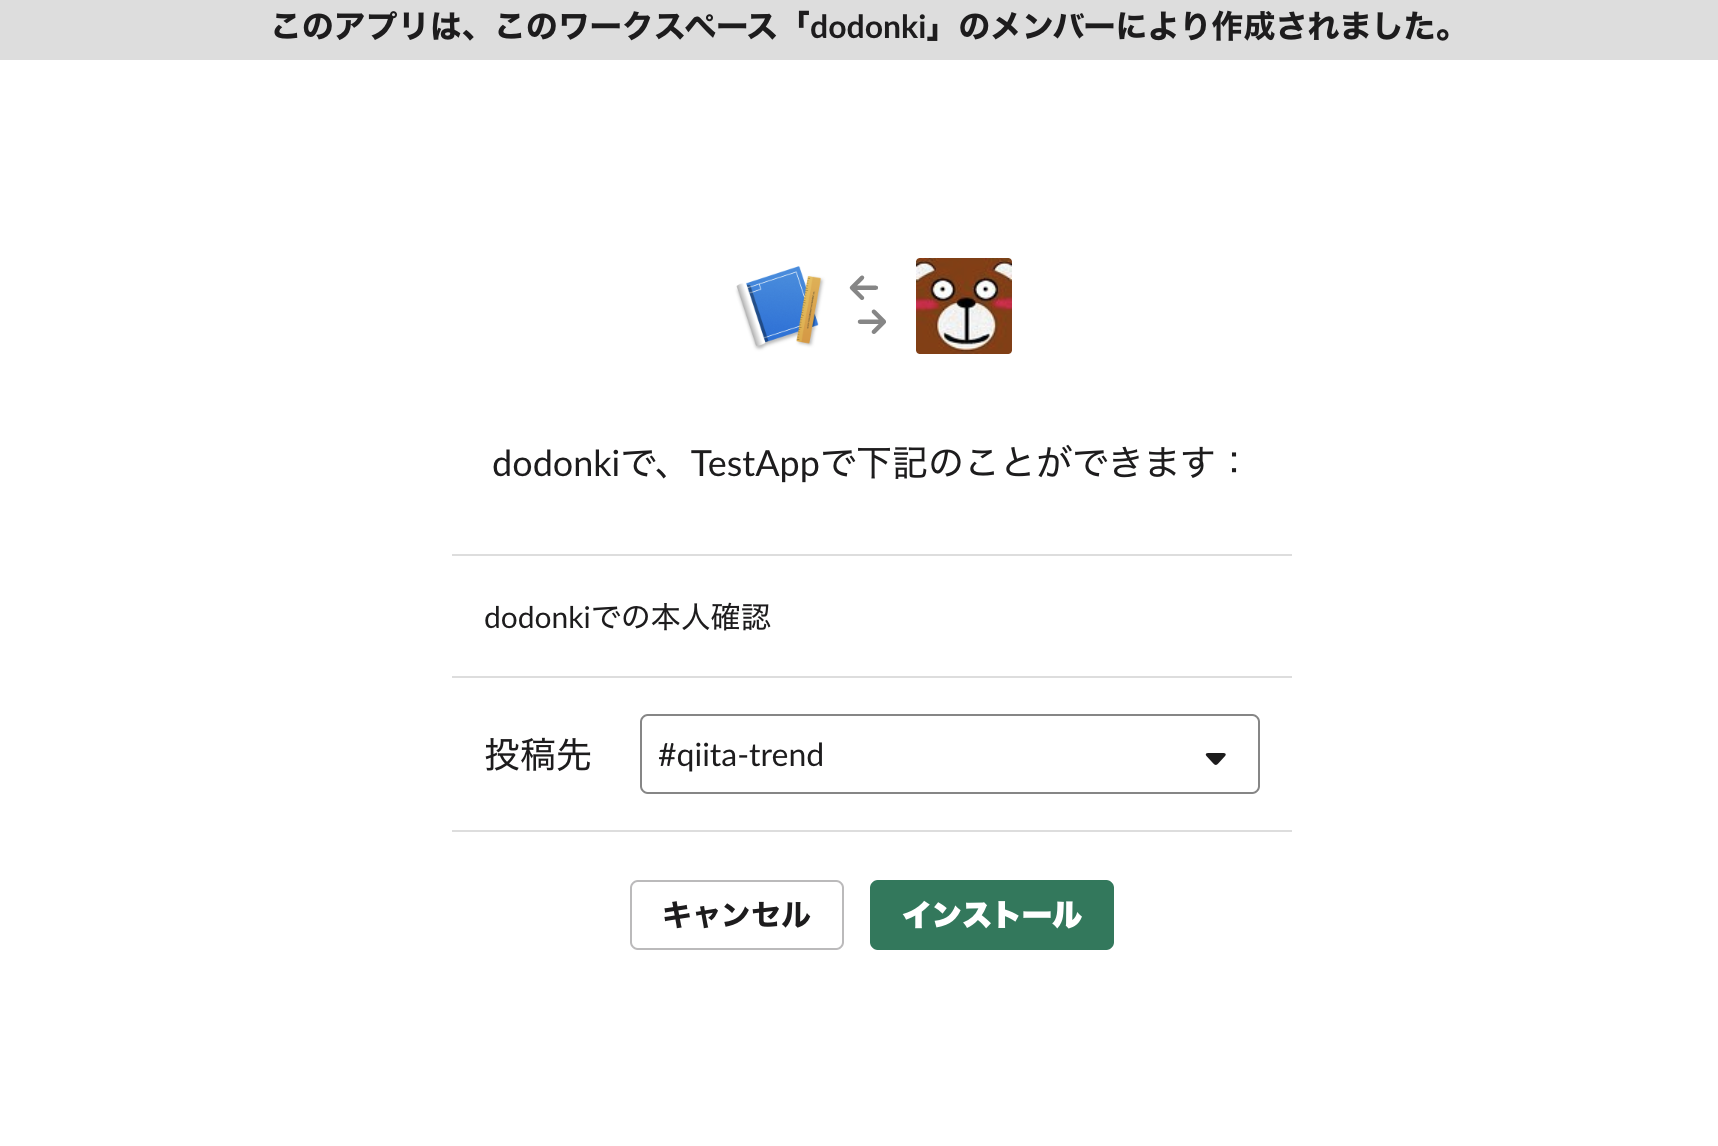 このアプリは、このワークスペース「dodonki」のメンバーにより作成されました。
dodonkiで、TestAppで下記のことができます：
dodonkiでの本人確認
投稿先 #qiita-trend
キャンセル インストール